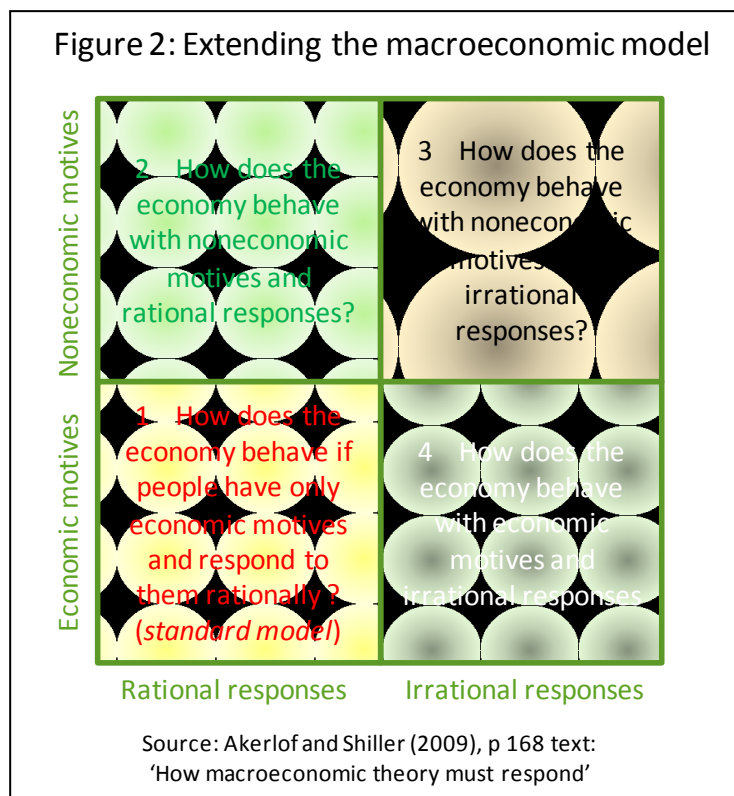 Figure 2: Extending the macroeconomic model
Noneconomic motives
2 How does the
economy behave
with noneconomic
motives and
rational responses?
3 How does the
economy behave
with noneconomic
motives
irrational
responses?
Economic motives
1 How does the
economy behave if
people have only
economic motives
and respond to
them rationally ?
(standard model)
4 How does the
economy behave
with economic
motives and
irrational responses
Rational responses
Irrational responses
Source: Akerlof and Shiller (2009), p 168 text:
‘How macroeconomic theory must respond’